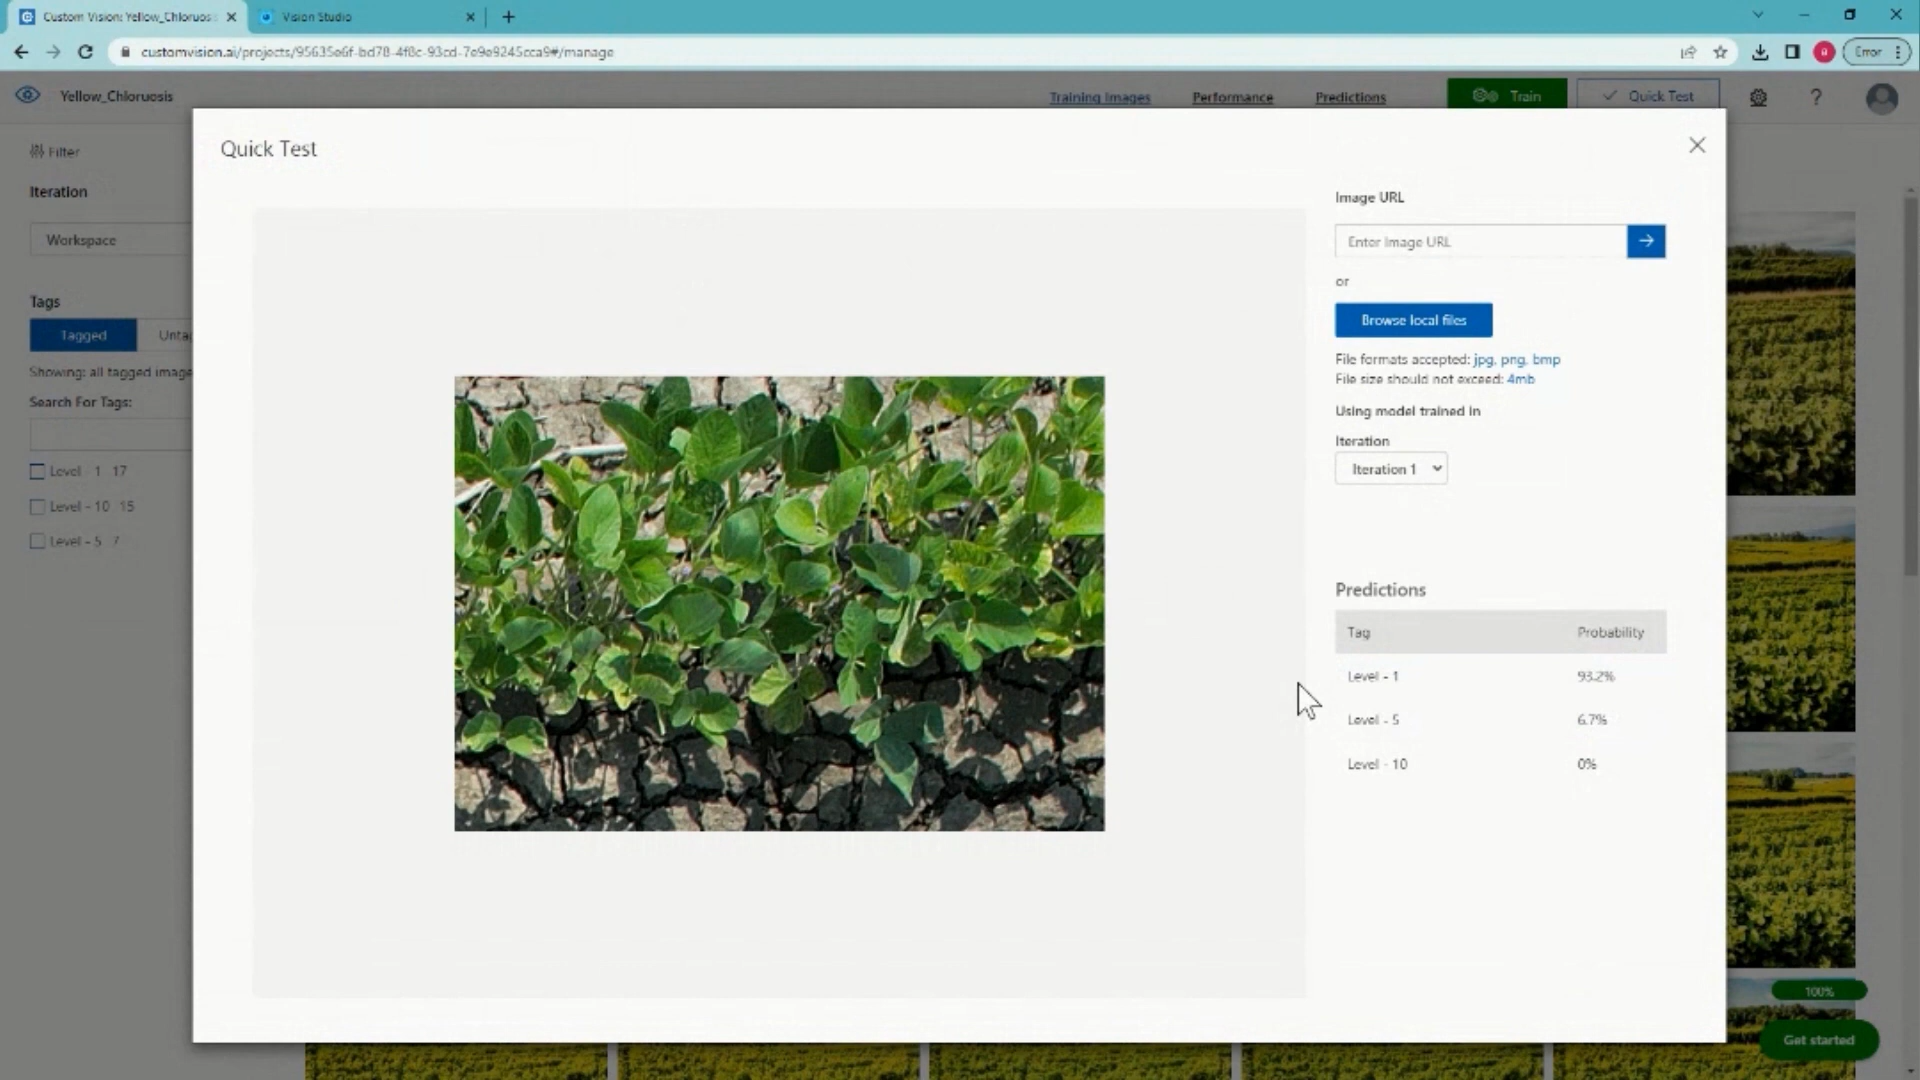 Custom Vision: Yellow_Chloruos
Vision Studio
customvision.ai/projects/95635e6f-bd78-4f8c-93cd-7e9e9245cca9#/manage
Error
Yellow_Chloruosis
Training Images
Performance
Predictions
Train
Quick Test
?
Filter
Iteration
Workspace
Tags
Tagged
Unta
Showing: all tagged image
Search For Tags:
Level - 1 17
Level - 10 15
Level - 5 7
Quick Test
Image URL
Enter Image URL
or
Browse local files
File formats accepted: jpg, png, bmp
File size should not exceed: 4mb
Using model trained in
Iteration
Iteration 1
Predictions
Tag Probability
Level - 1 93.2%
Level - 5 6.7%
Level - 10 0%
100%
Get started